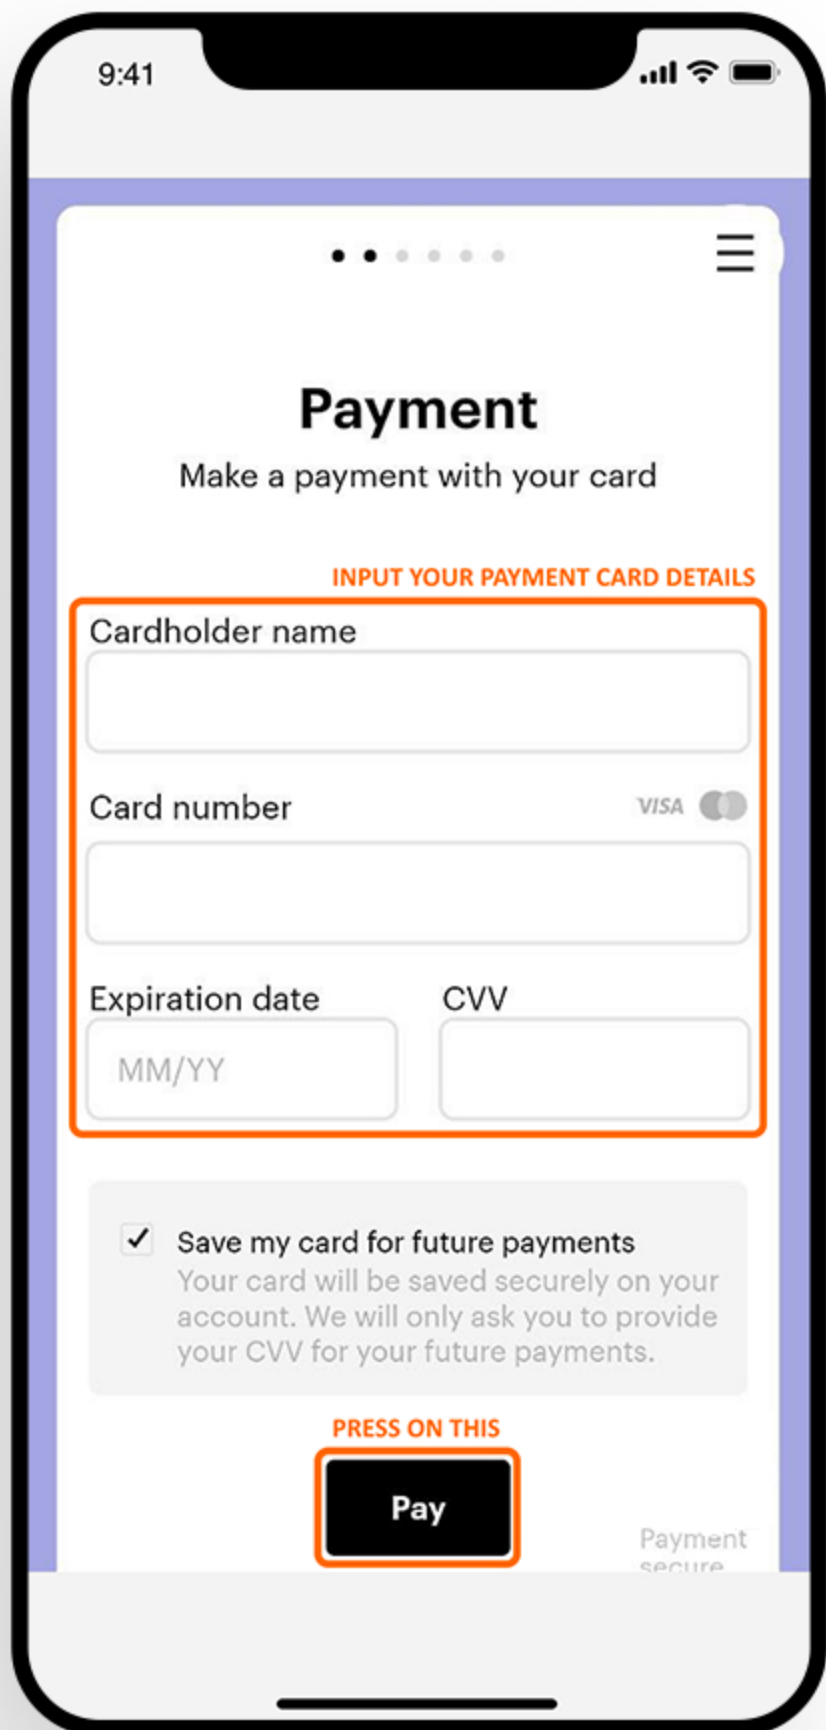 9:41
Payment
Make a payment with your card
INPUT YOUR PAYMENT CARD DETAILS
Cardholder name
Card number
VISA
Expiration date
CVV
MM/YY
Save my card for future payments
Your card will be saved securely on your
account. We will only ask you to provide
your CVV for your future payments.
PRESS ON THIS
Pay
Payment
secure